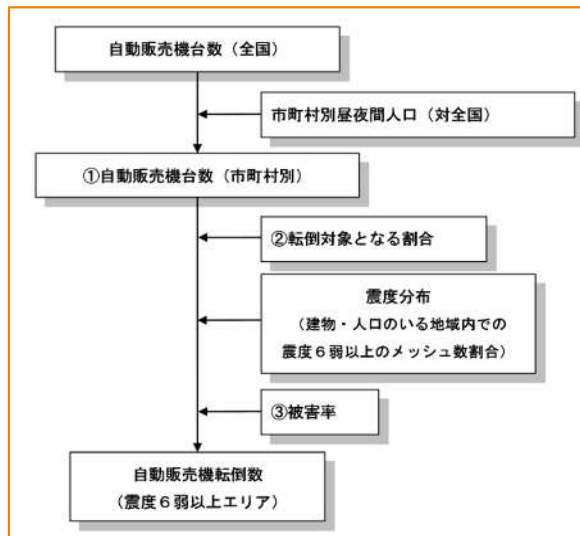 自動販売機台数（全国）
市町村別昼夜間人口（対全国）
①自動販売機台数（市町村別）
②転倒対象となる割合
震度分布
（建物・人口のいる地域内での
震度６弱以上のメッシュ数割合）
③被害率
自動販売機転倒数
（震度６弱以上エリア）